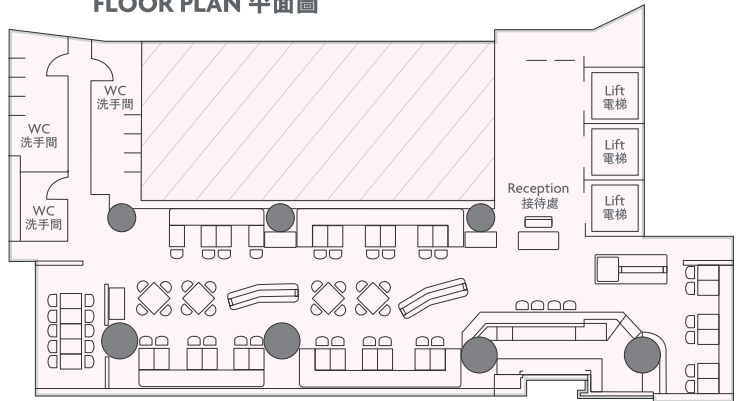 FLOOR PLAN 平面圖
WC
洗手間
WC
洗手間
WC
洗手間
Lift
電梯
Lift
電梯
Lift
電梯
Reception
接待處